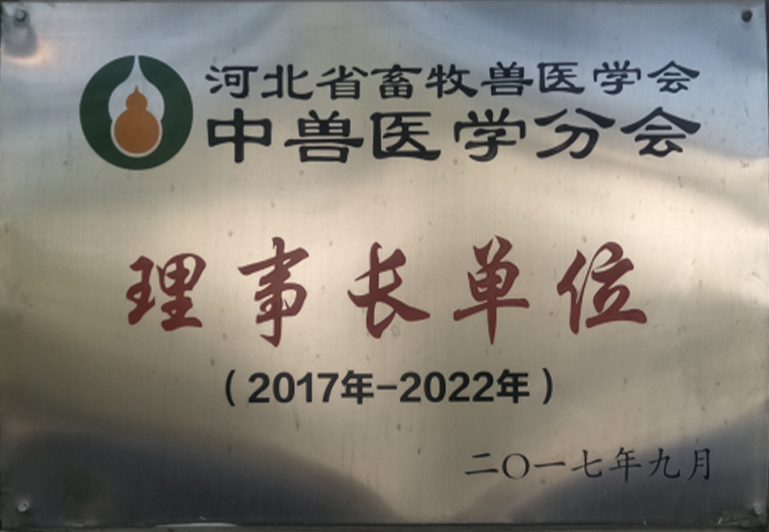 河北省畜牧兽医学会
中兽医学分会
理事长单位
（2017年-2022年）
二〇一七年九月